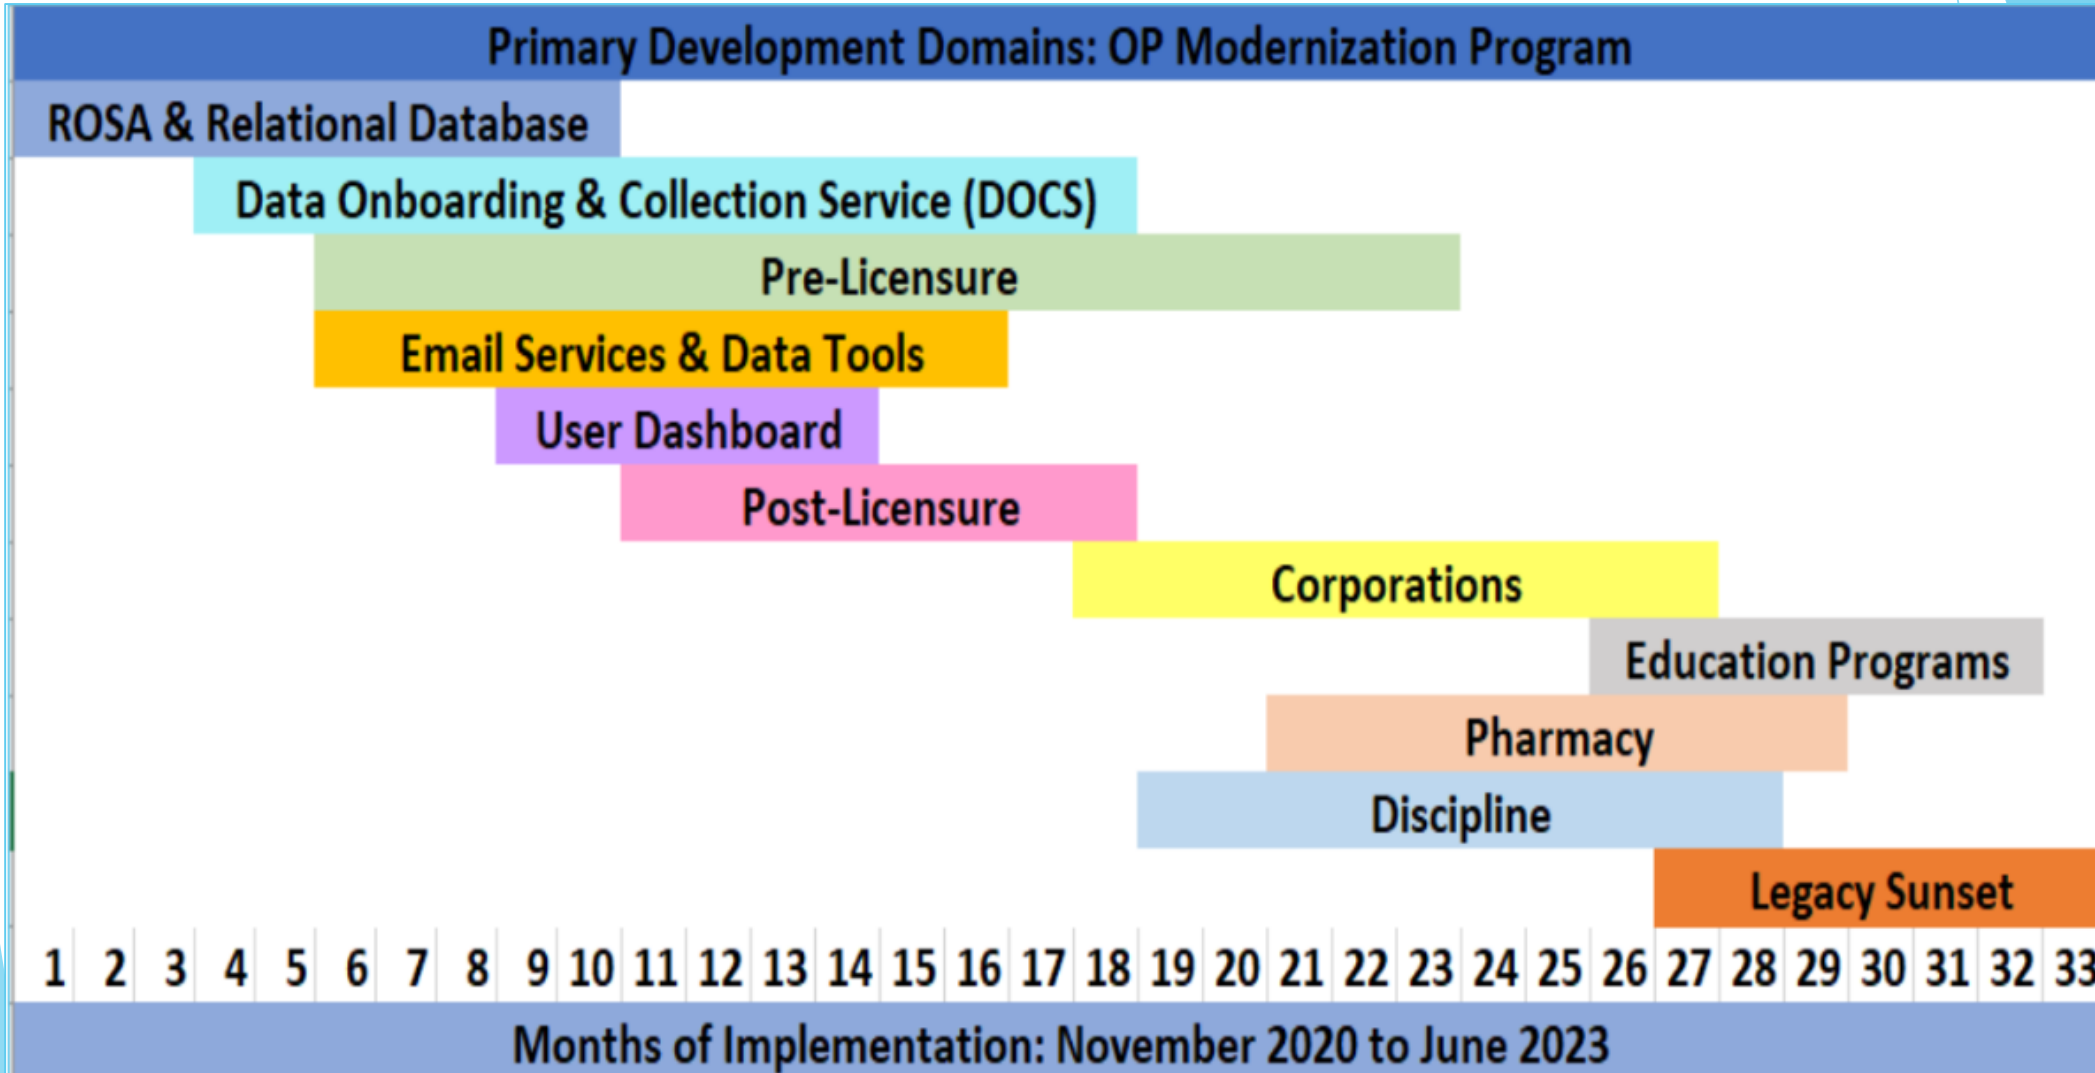 Primary Development Domains: OP Modernization Program
ROSA & Relational Database
Data Onboarding & Collection Service (DOCS)
Pre-Licensure
Email Services & Data Tools
User Dashboard
Post-Licensure
Corporations
Education Programs
Pharmacy
Discipline
Legacy Sunset
1 2 3 4 5 6 7 8 9 10 11 12 13 14 15 16 17 18 19 20 21 22 23 24 25 26 27 28 29 30 31 32 33
Months of Implementation: November 2020 to June 2023